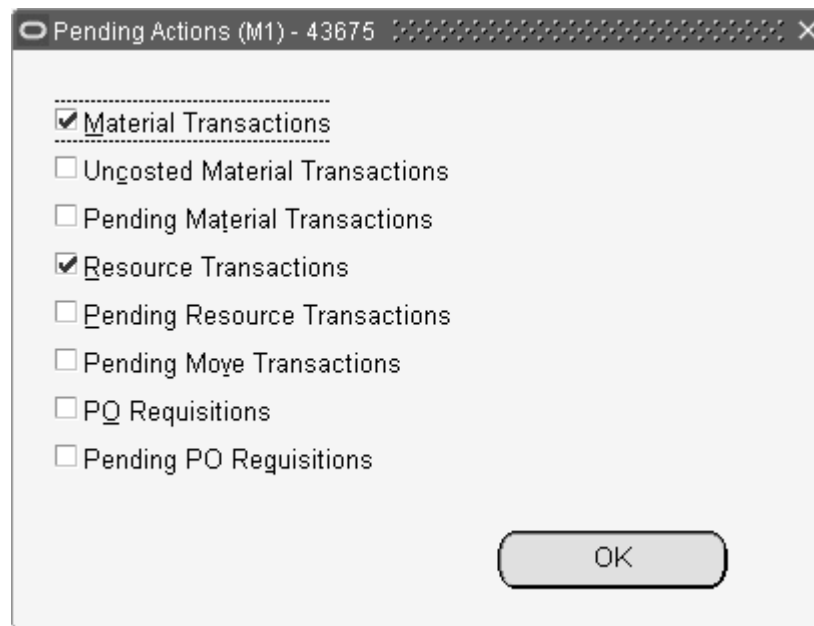 Pending Actions (M1) - 43675
Material Transactions
Uncosted Material Transactions
Pending Material Transactions
Resource Transactions
Pending Resource Transactions
Pending Move Transactions
PO Requisitions
Pending PO Requisitions
OK